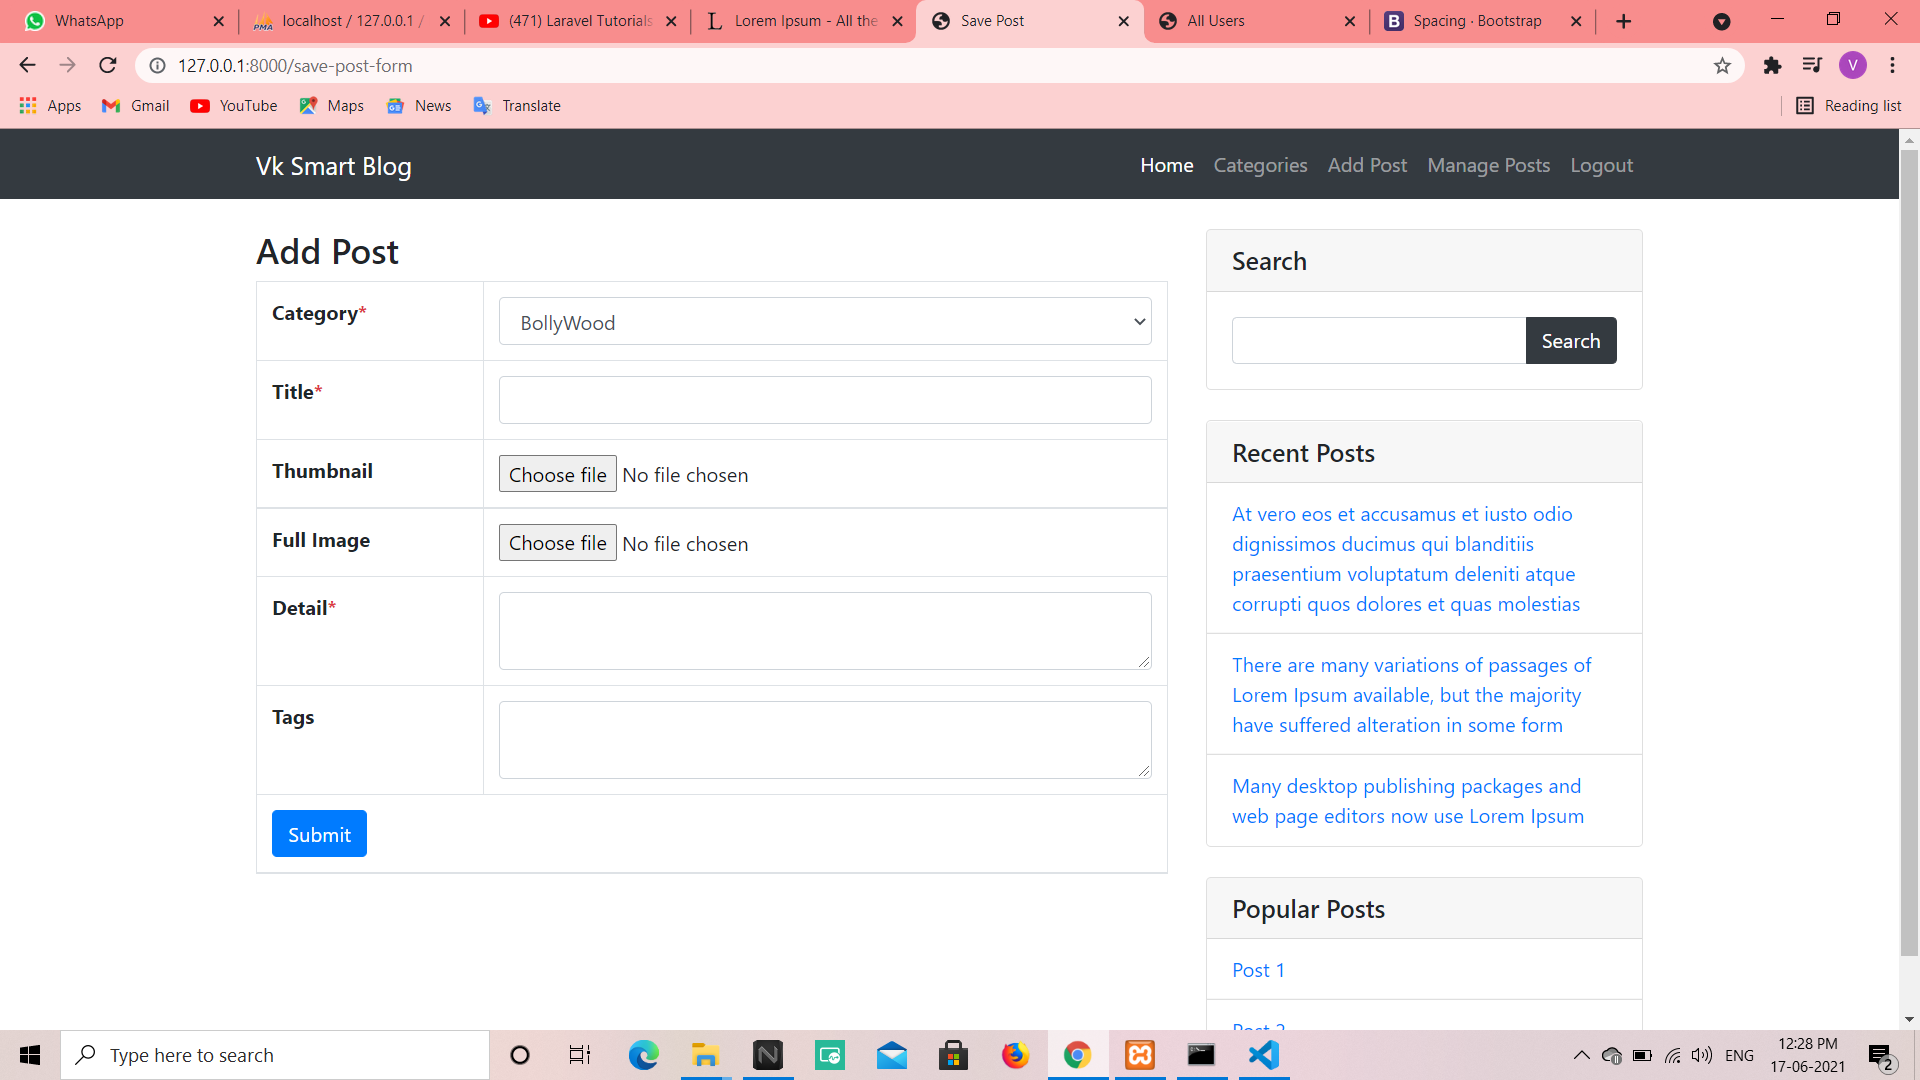 WhatsApp
localhost / 127.0.0.1 /
(471) Laravel Tutorials
Lorem Ipsum - All the
Save Post
All Users
Spacing · Bootstrap
127.0.0.1:8000/save-post-form
V
Apps
Gmail
YouTube
Maps
News
Translate
Reading list
Vk Smart Blog
Home
Categories
Add Post
Manage Posts
Logout
Add Post
Category*
BollyWood
Title*
Thumbnail
Choose file No file chosen
Full Image
Choose file No file chosen
Detail*
Tags
Submit
Search
Search
Recent Posts
At vero eos et accusamus et iusto odio
dignissimos ducimus qui blanditiis
praesentium voluptatum deleniti atque
corrupti quos dolores et quas molestias
There are many variations of passages of
Lorem Ipsum available, but the majority
have suffered alteration in some form
Many desktop publishing packages and
web page editors now use Lorem Ipsum
Popular Posts
Post 1
Post 2
Type here to search
ENG
12:28 PM
17-06-2021
2